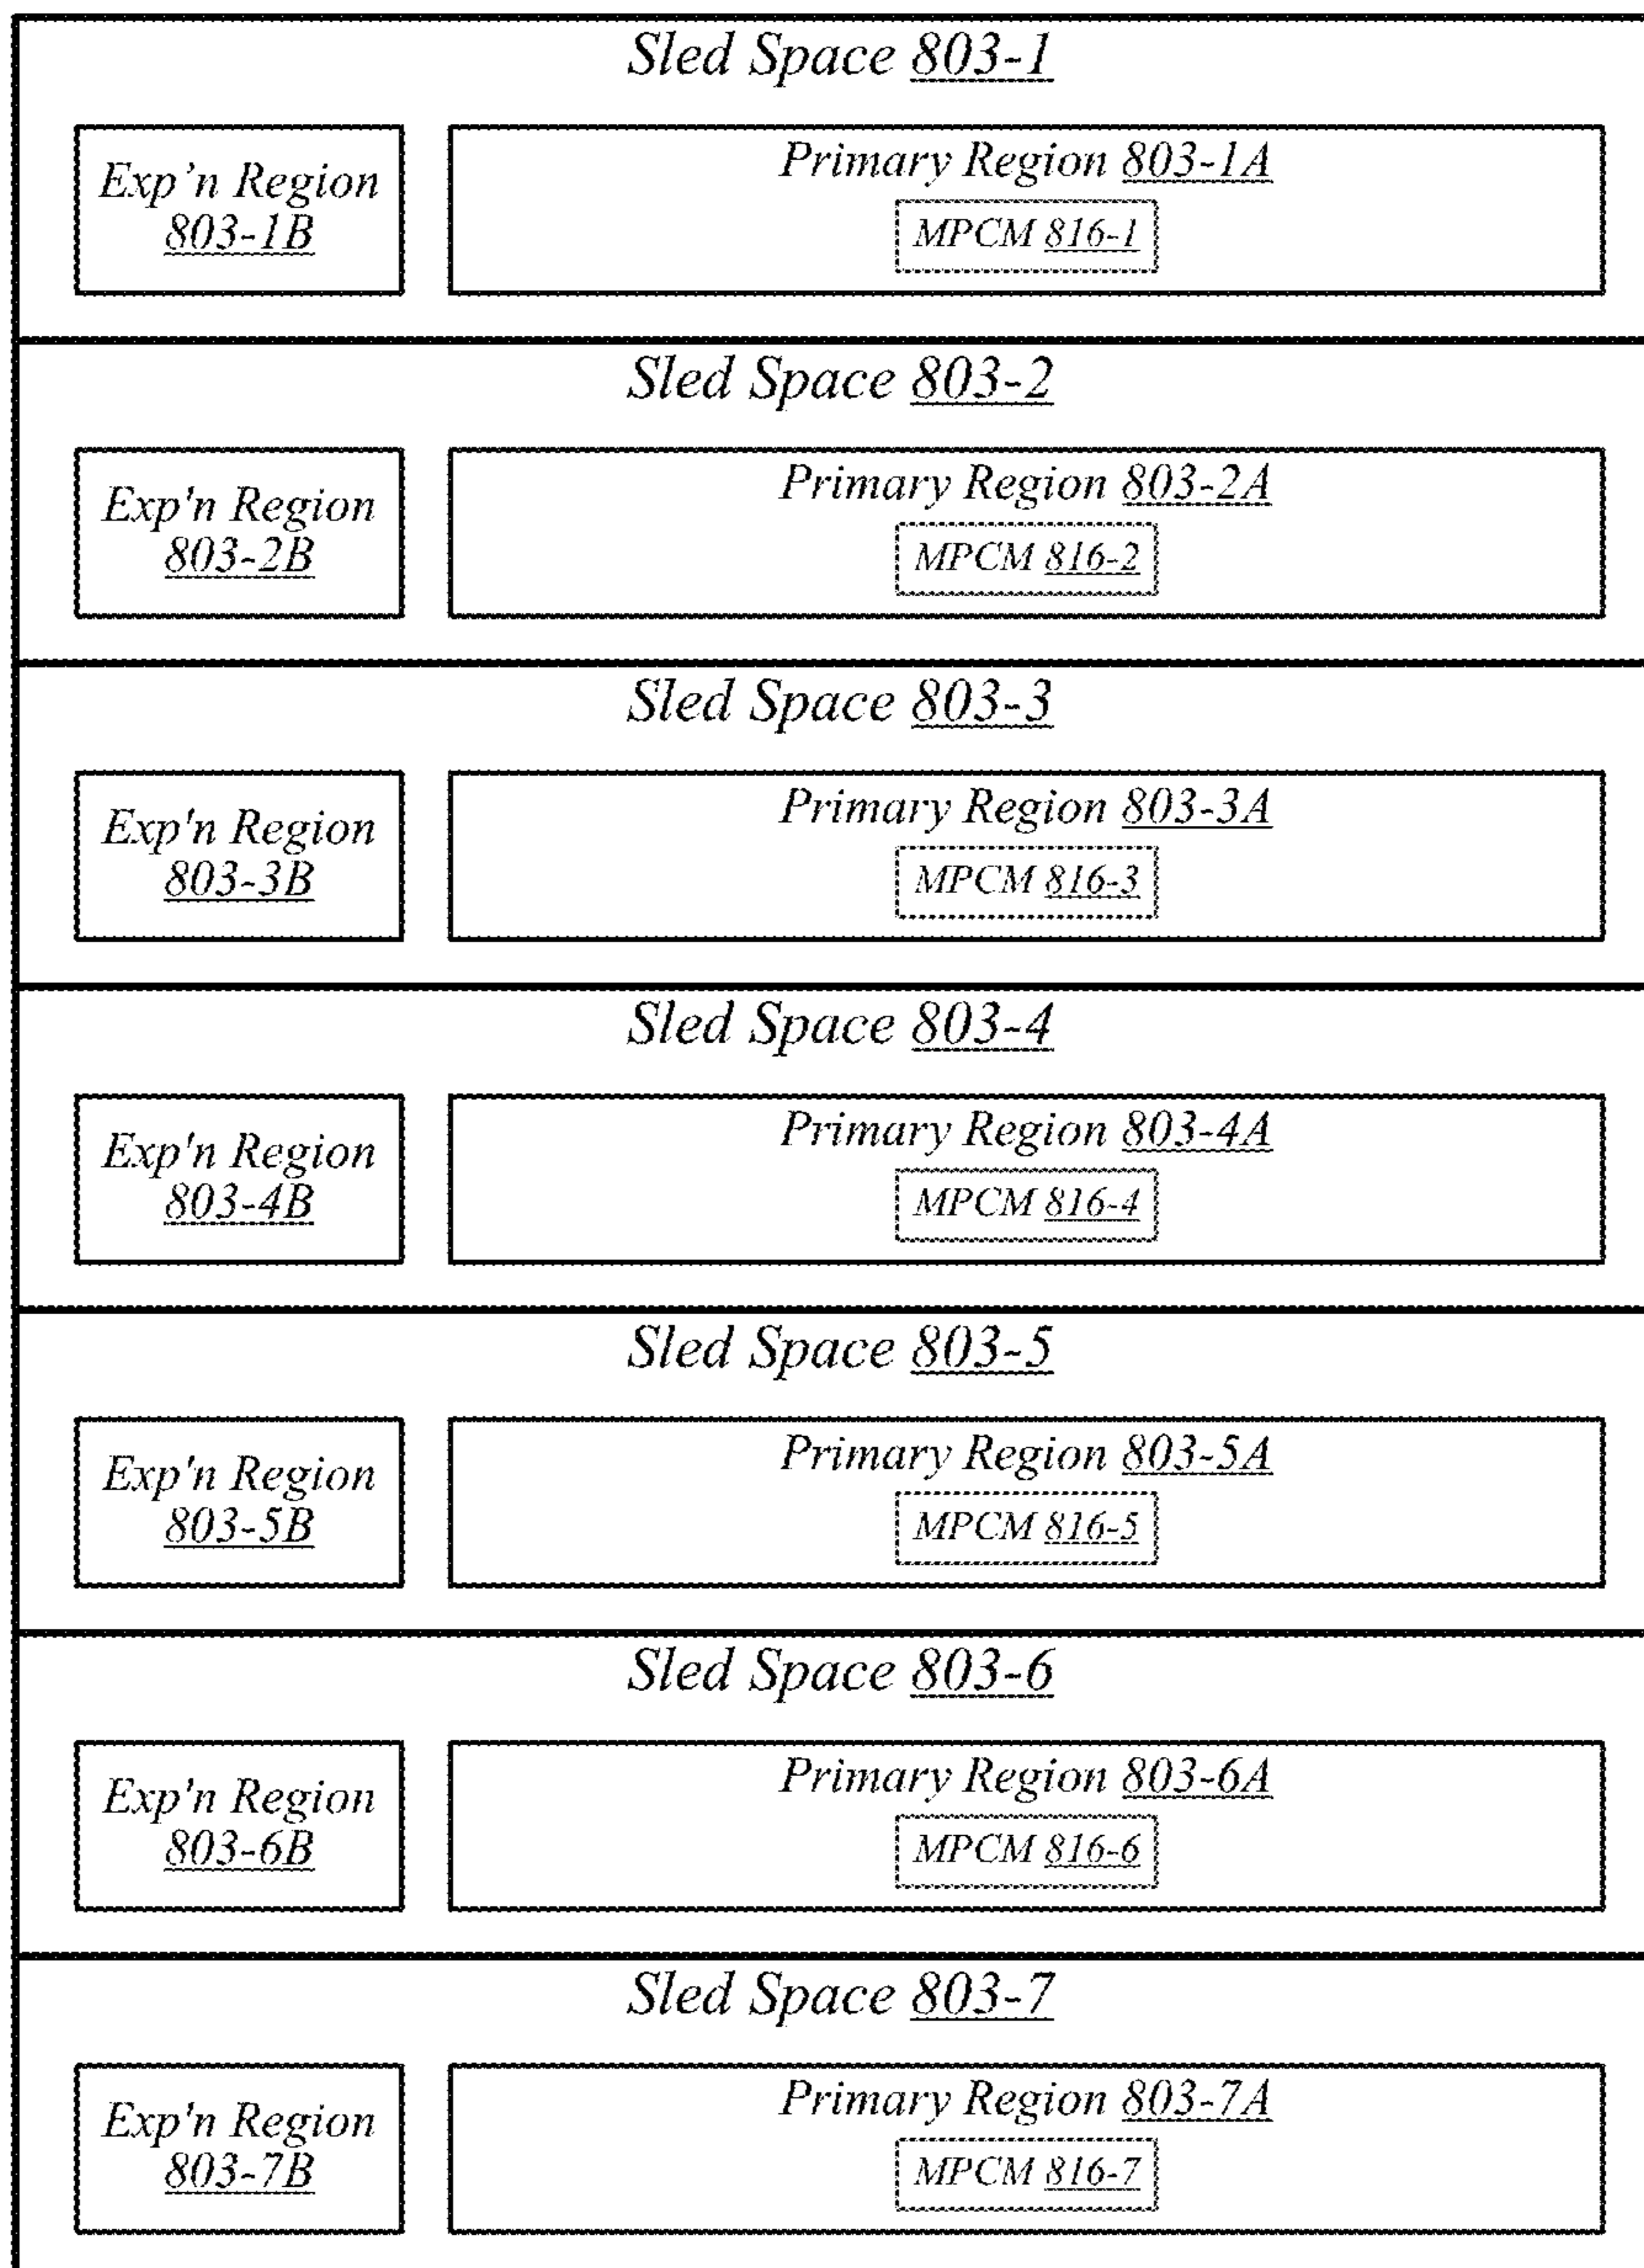 Sled Space 803-1
Exp’n Region
803-1B
Primary Region 803-1A
MPCM 816-1
Sled Space 803-2
Exp'n Region
803-2B
Primary Region 803-2A
MPCM 816-2
Sled Space 803-3
Exp'n Region
803-3B
Primary Region 803-3A
MPCM 816-3
Sled Space 803-4
Exp'n Region
803-4B
Primary Region 803-4A
MPCM 816-4
Sled Space 803-5
Exp'n Region
803-5B
Primary Region 803-5A
MPCM 816-5
Sled Space 803-6
Exp'n Region
803-6B
Primary Region 803-6A
MPCM 816-6
Sled Space 803-7
Exp'n Region
803-7B
Primary Region 803-7A
MPCM 816-7